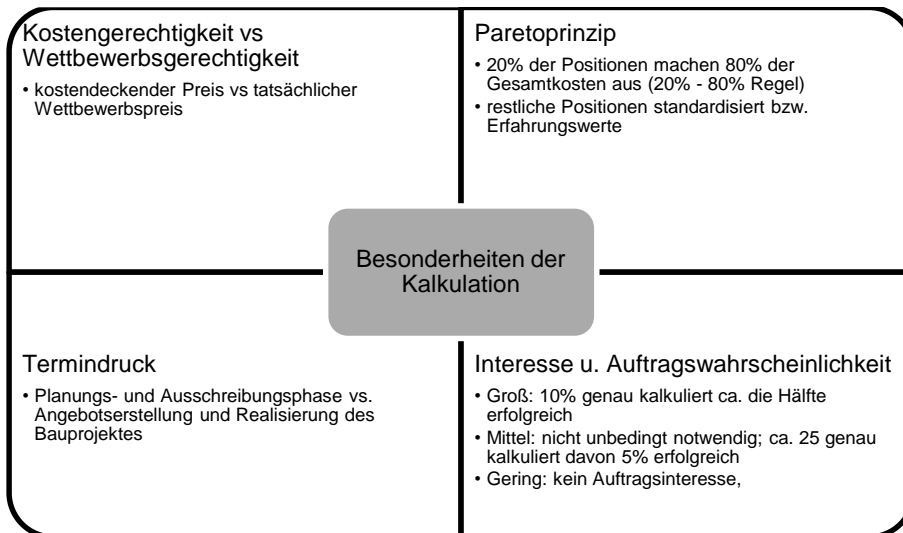 Kostengerechtigkeit vs
Wettbewerbsgerechtigkeit
• kostendeckender Preis vs tatsächlicher
Wettbewerbspreis
Paretoprinzip
• 20% der Positionen machen 80% der
Gesamtkosten aus (20% - 80% Regel)
• restliche Positionen standardisiert bzw.
Erfahrungswerte
Besonderheiten der
Kalkulation
Termindruck
• Planungs- und Ausschreibungsphase vs.
Angebotserstellung und Realisierung des
Bauprojektes
Interesse u. Auftragswahrscheinlichkeit
• Groß: 10% genau kalkuliert ca. die Hälfte
erfolgreich
• Mittel: nicht unbedingt notwendig; ca. 25 genau
kalkuliert davon 5% erfolgreich
• Gering: kein Auftragsinteresse,